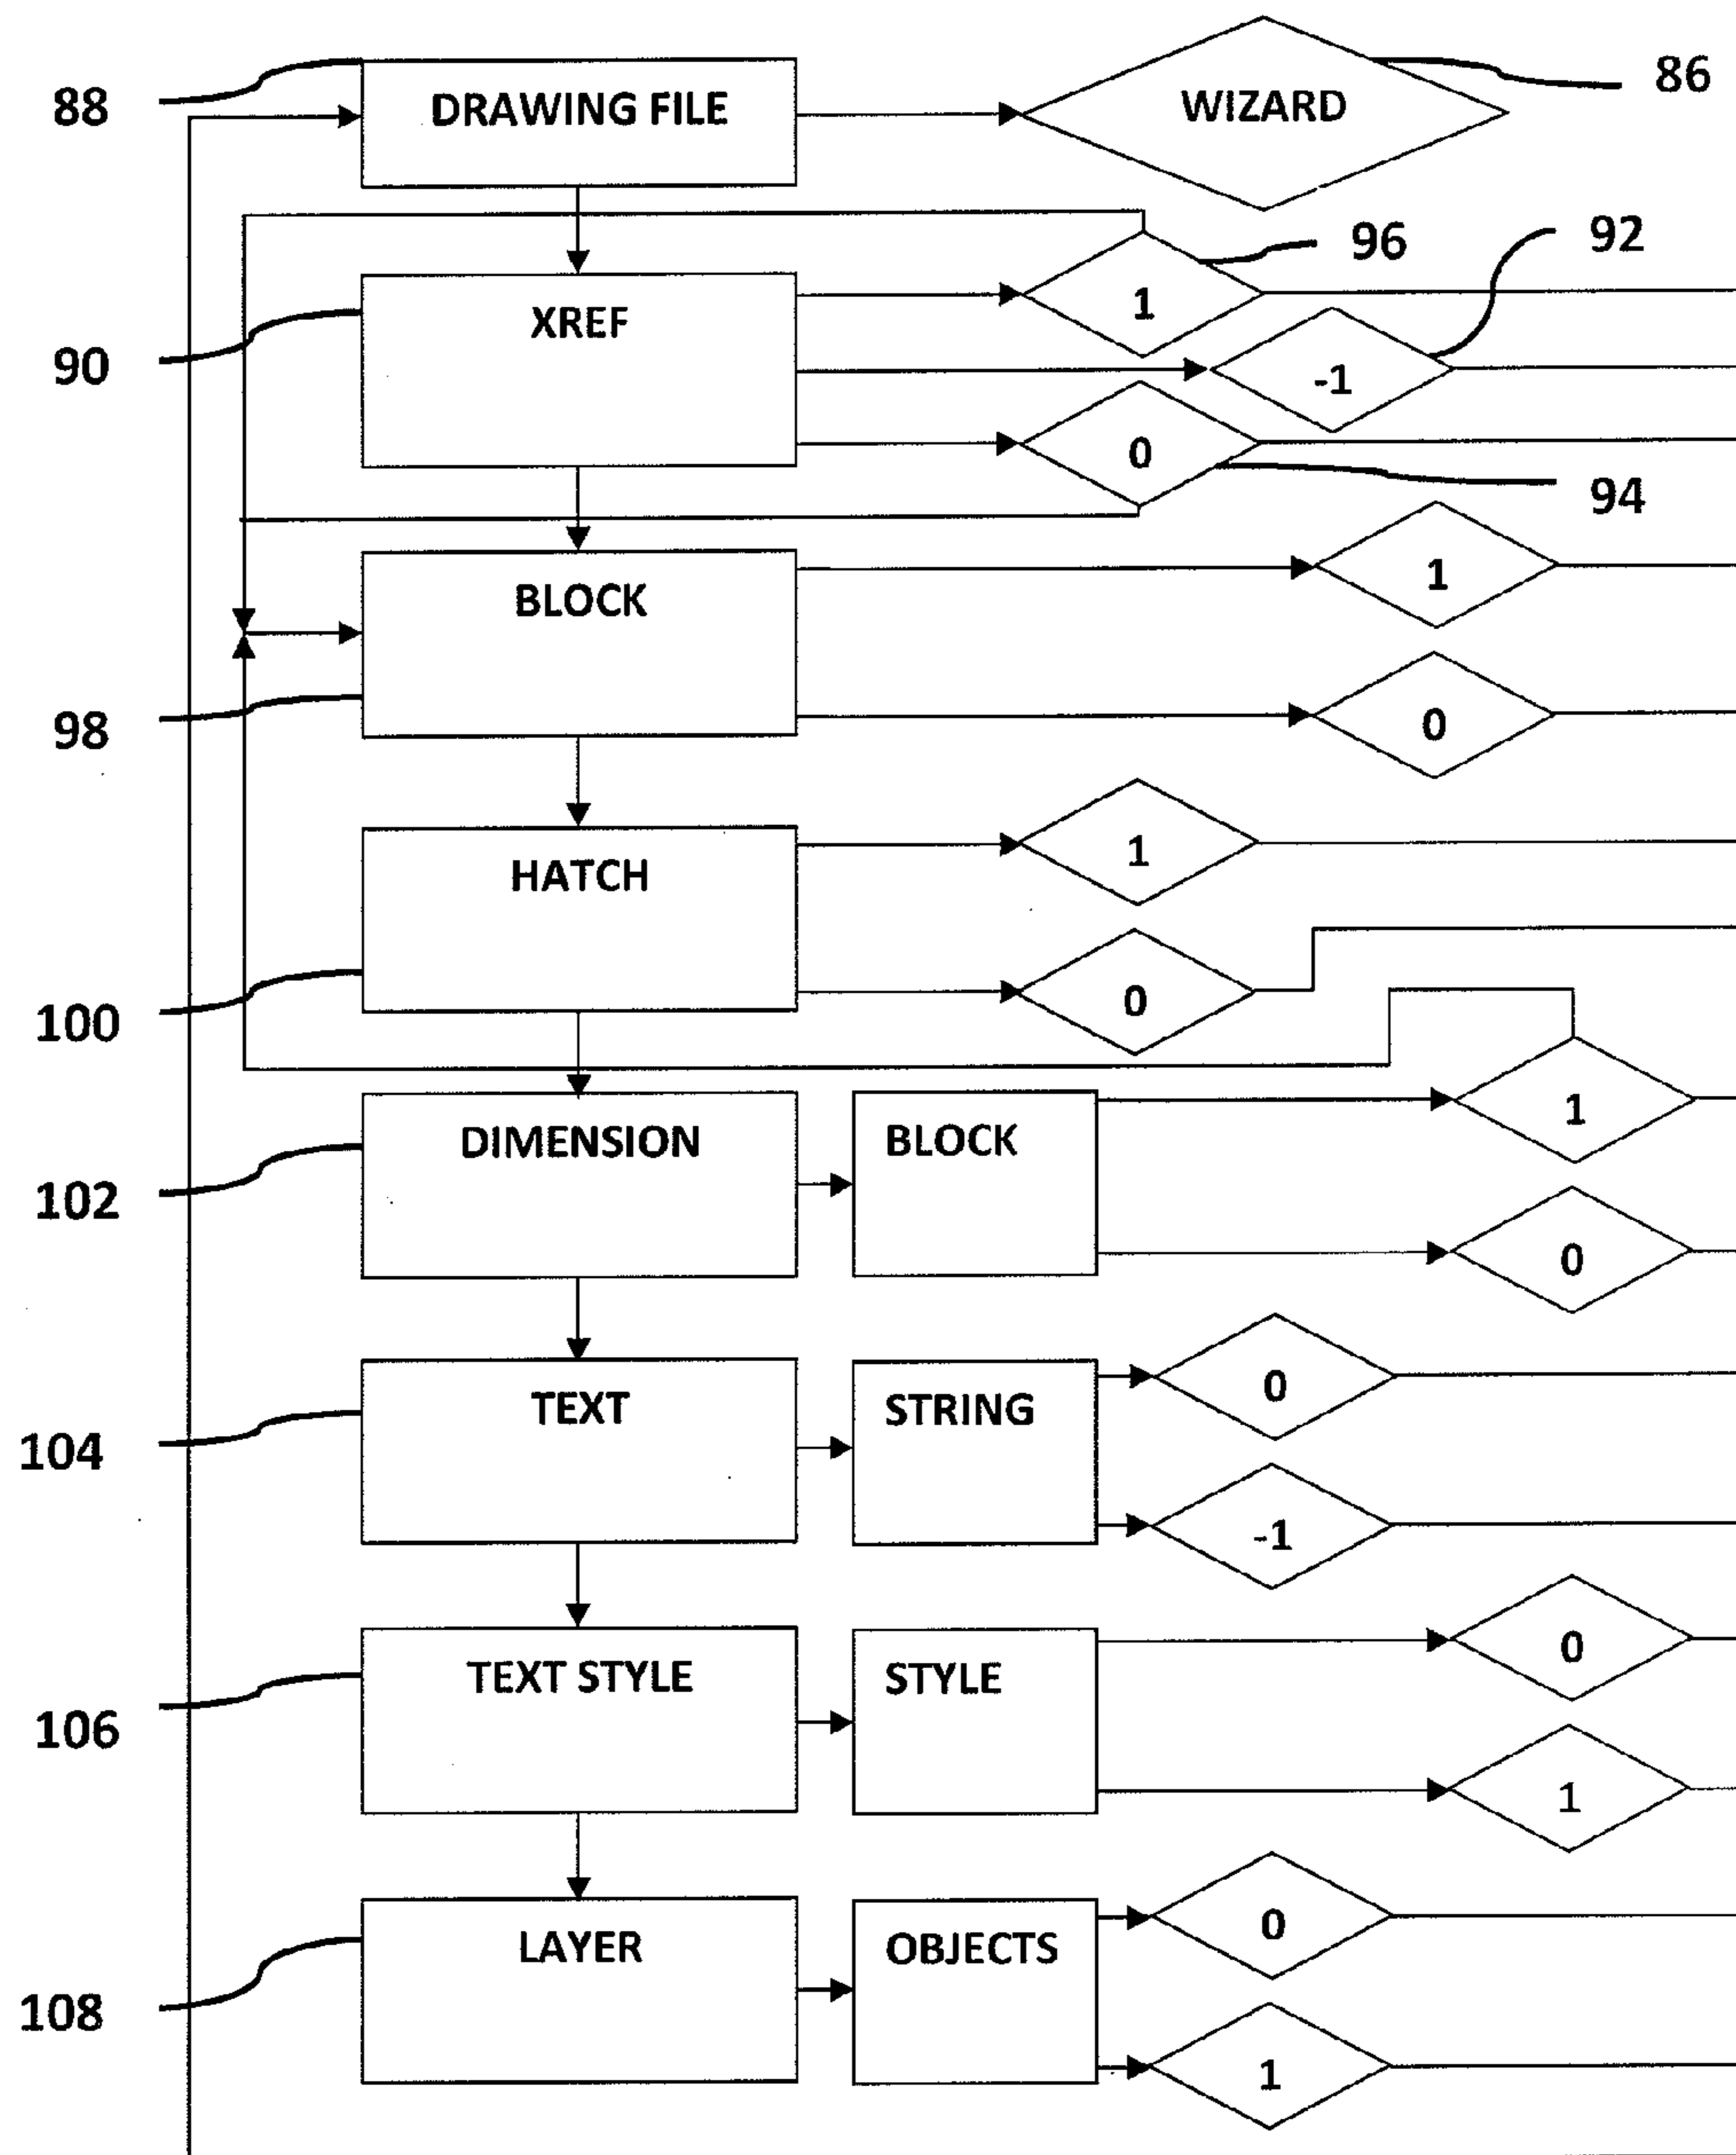 88
DRAWING FILE
WIZARD
86
96
92
90
XREF
1
-1
0
94
98
BLOCK
1
0
100
HATCH
1
0
102
DIMENSION
BLOCK
1
0
104
TEXT
STRING
0
-1
106
TEXT STYLE
STYLE
0
1
108
LAYER
OBJECTS
0
1